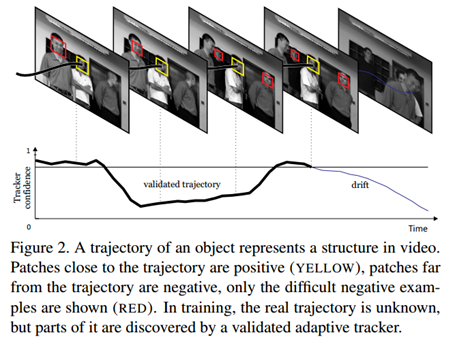 1
Tracker
confidence
validated trajectory
drift
0
Time
Figure 2. A trajectory of an object represents a structure in video.
Patches close to the trajectory are positive (YELLOW), patches far
from the trajectory are negative, only the difficult negative exam-
ples are shown (RED). In training, the real trajectory is unknown,
but parts of it are discovered by a validated adaptive tracker.